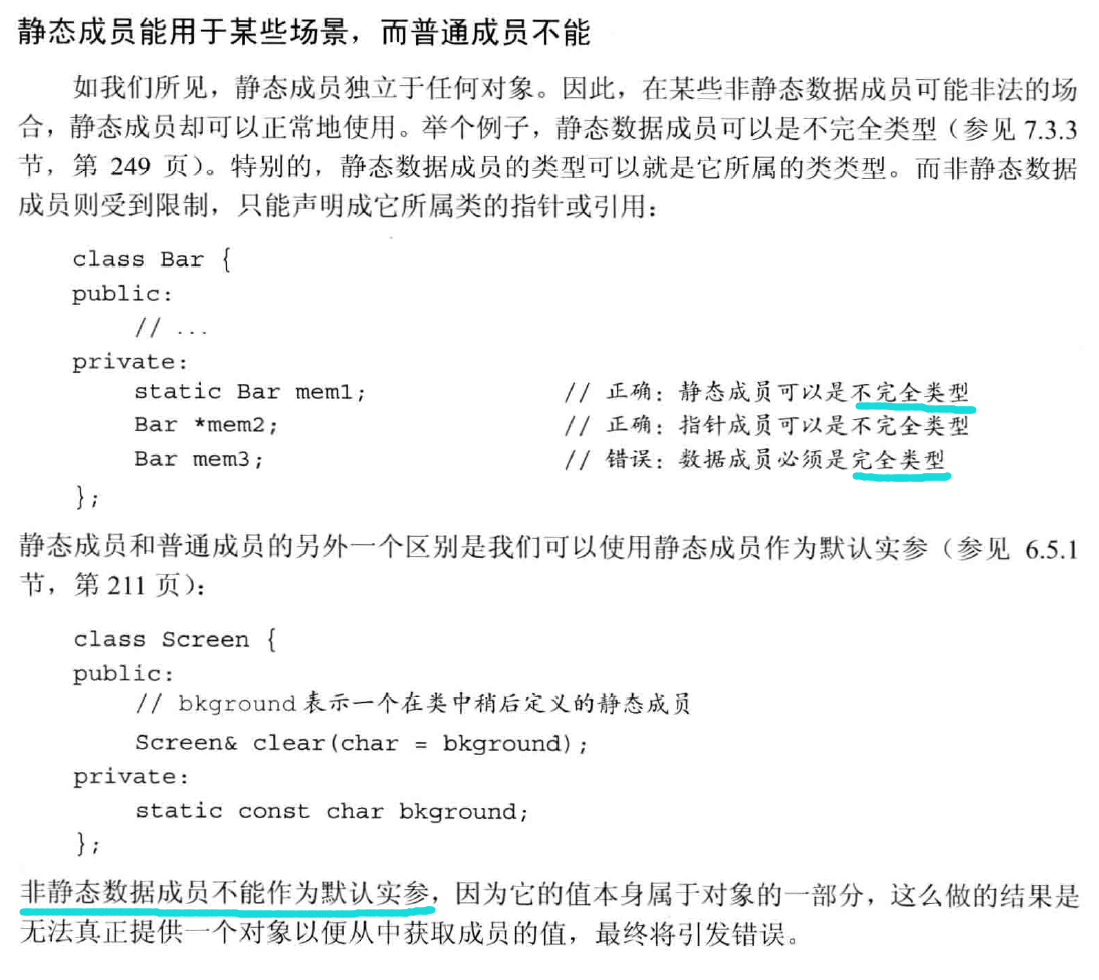 静态成员能用于某些场景，而普通成员不能
如我们所见，静态成员独立于任何对象。因此，在某些非静态数据成员可能非法的场
合，静态成员却可以正常地使用。举个例子，静态数据成员可以是不完全类型（参见 7.3.3
节，第 249 页）。特别的，静态数据成员的类型可以就是它所属的类类型。而非静态数据
成员则受到限制，只能声明成它所属类的指针或引用：
class Bar {
public:
// ...
private:
static Bar mem1; // 正确：静态成员可以是不完全类型
Bar *mem2; // 正确：指针成员可以是不完全类型
Bar mem3; // 错误：数据成员必须是完全类型
};
静态成员和普通成员的另外一个区别是我们可以使用静态成员作为默认实参（参见 6.5.1
节，第 211 页）：
class Screen {
public:
// bkground表示一个在类中稍后定义的静态成员
Screen& clear(char = bkground);
private:
static const char bkground;
};
非静态数据成员不能作为默认实参，因为它的值本身属于对象的一部分，这么做的结果是
无法真正提供一个对象以便从中获取成员的值，最终将引发错误。